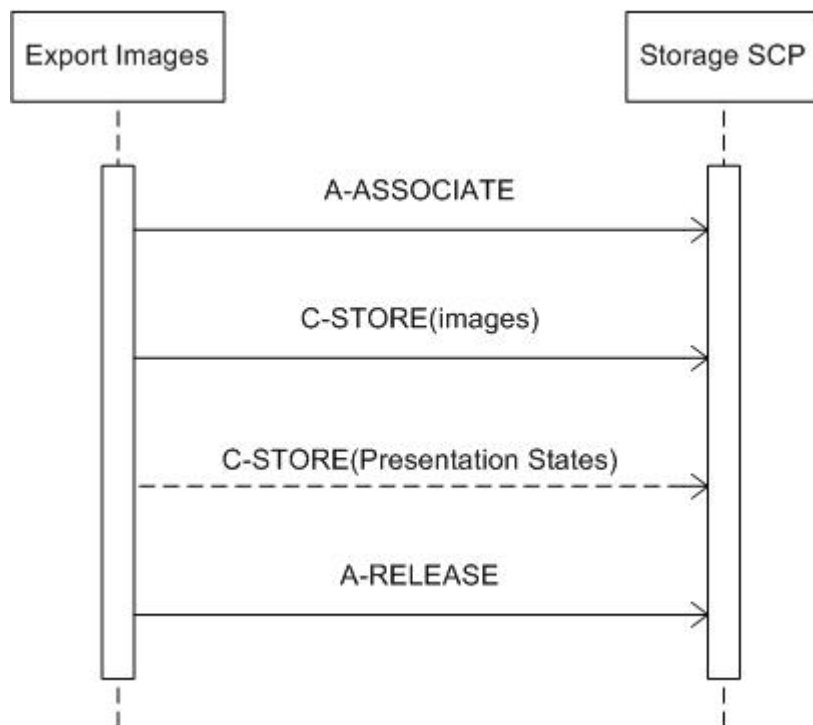 Export Images
Storage SCP
A-ASSOCIATE
C-STORE(images)
C-STORE(Presentation States)
A-RELEASE